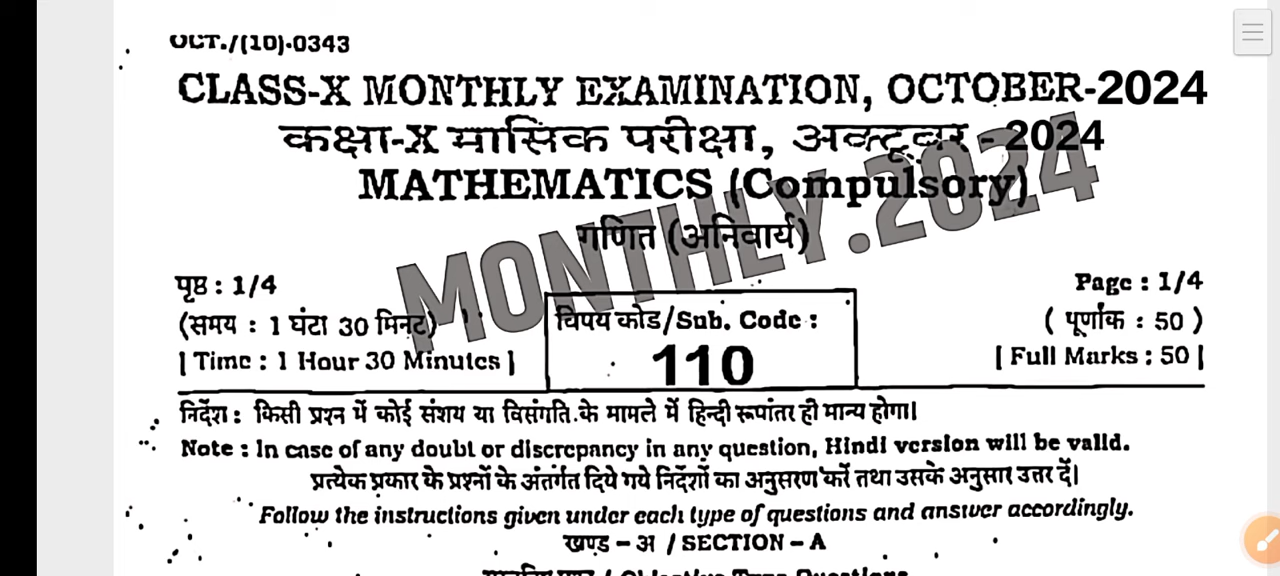 OCT./(10)-0343
CLASS-X MONTHLY EXAMINATION, OCTOBER-2024
कक्षा-X मासिक परीक्षा, अक्टूबर - 2024
MATHEMATICS (Compulsory)
गणित (अनिवार्य)
MONTHLY.2024
पृष्ठ : 1/4
Page : 1/4
(समय : 1 घंटा 30 मिनट)
विषय कोड/Sub. Code :
( पूर्णांक : 50 )
[ Time : 1 Hour 30 Minutes ]
110
[ Full Marks : 50 ]
निर्देश : किसी प्रश्न में कोई संशय या विसंगति के मामले में हिन्दी रूपांतर ही मान्य होगा।
Note : In case of any doubt or discrepancy in any question, Hindi version will be valid.
प्रत्येक प्रकार के प्रश्नों के अंतर्गत दिये गये निर्देशों का अनुसरण करें तथा उसके अनुसार उत्तर दें।
Follow the instructions given under each type of questions and answer accordingly.
खण्ड - अ / SECTION - A
/ Objective Type Questions